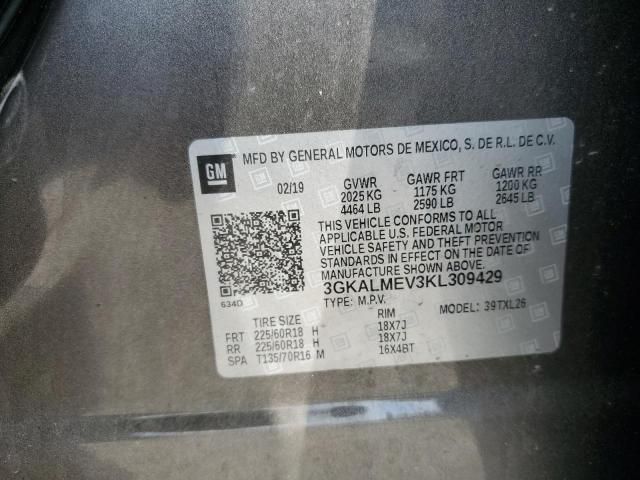 GM MFD BY GENERAL MOTORS DE MEXICO, S. DE R.L. DE C.V.
02/19 GVWR GAWR FRT GAWR RR
2025 KG 1175 KG 1200 KG
4464 LB 2590 LB 2645 LB
THIS VEHICLE CONFORMS TO ALL
APPLICABLE U.S. FEDERAL MOTOR
VEHICLE SAFETY AND THEFT PREVENTION
STANDARDS IN EFFECT ON THE DATE OF
MANUFACTURE SHOWN ABOVE.
3GKALMEV3KL309429
634D TYPE: M.P.V. MODEL: 39TXL26
TIRE SIZE RIM
FRT 225/60R18 H 18X7J
RR 225/60R18 H 18X7J
SPA T135/70R16 M 16X4BT